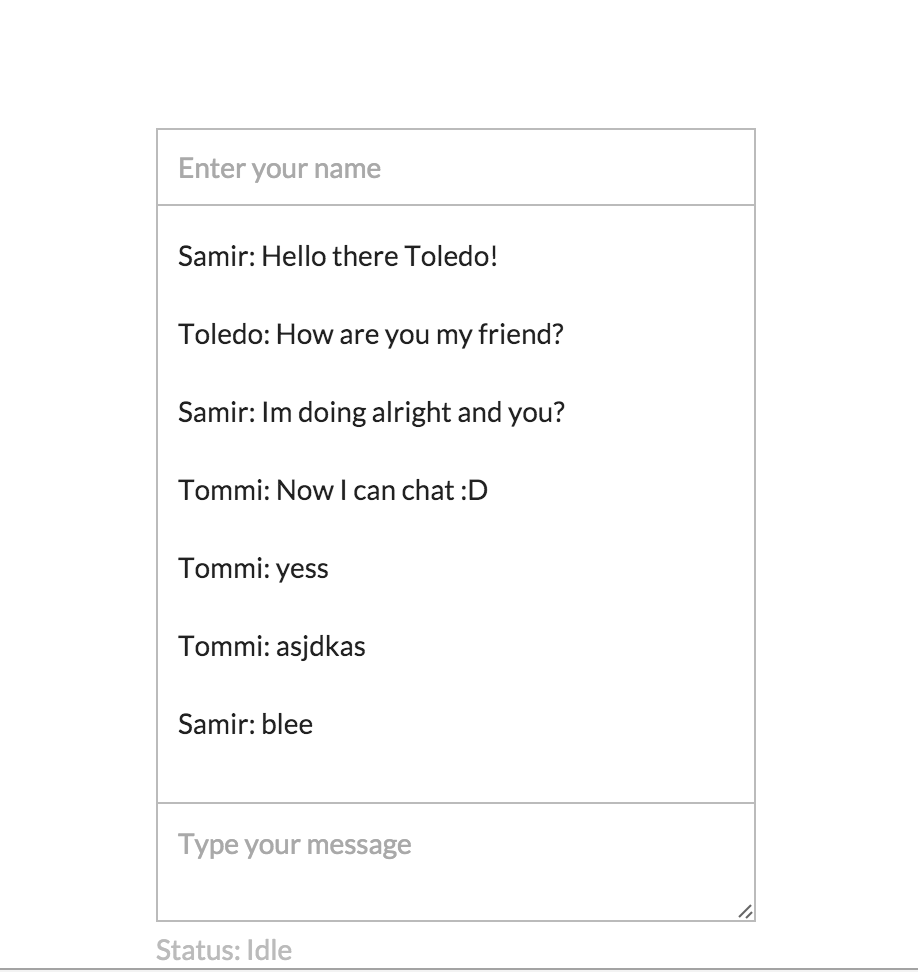 Enter your name
Samir: Hello there Toledo!
Toledo: How are you my friend?
Samir: Im doing alright and you?
Tommi: Now I can chat :D
Tommi: yess
Tommi: asjdkas
Samir: blee
Type your message
Status: Idle